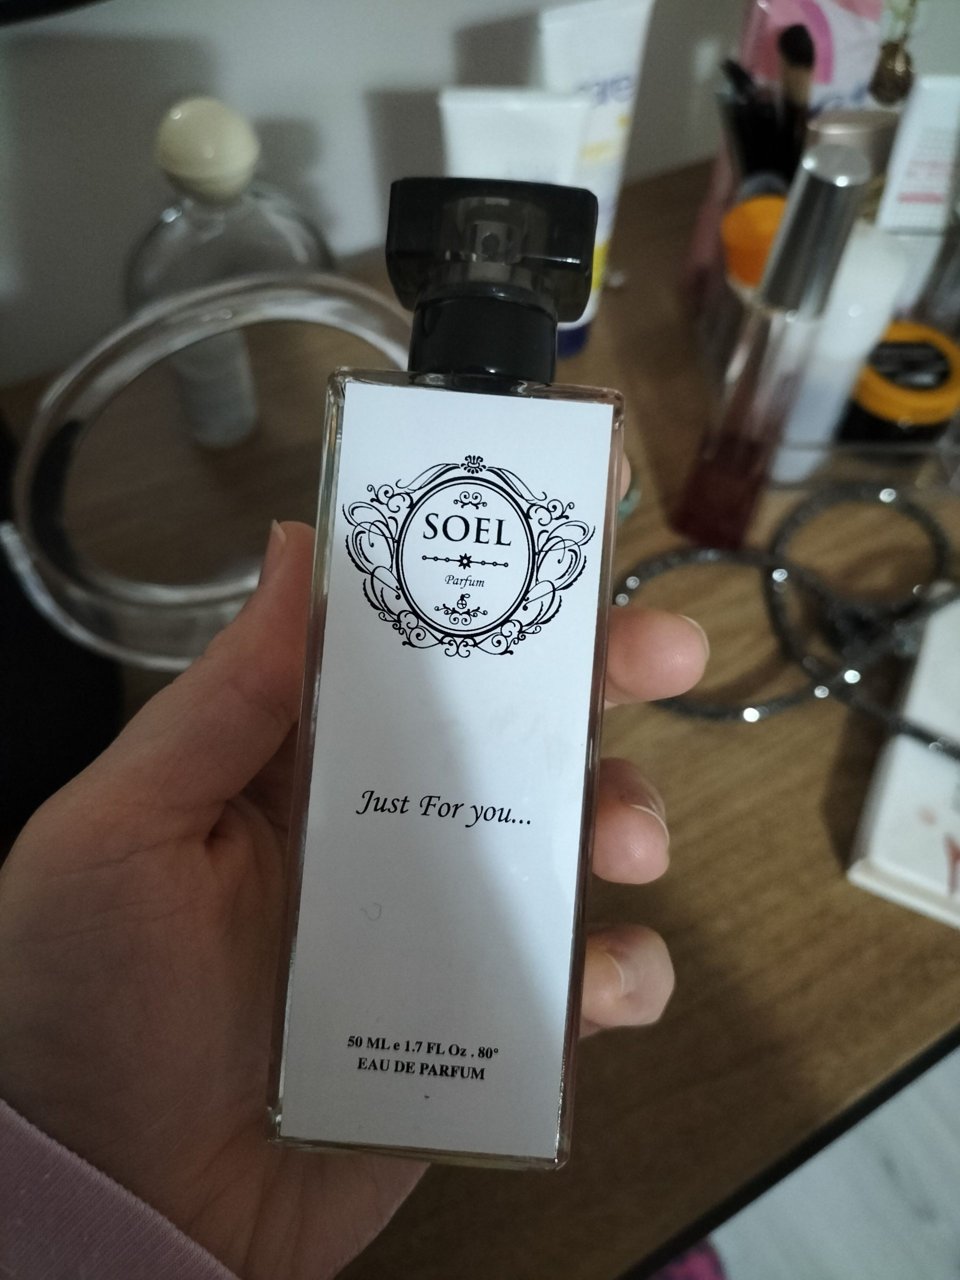 SOEL
Parfum
Just For you...
50 ML e 1.7 FL Oz . 80°
EAU DE PARFUM